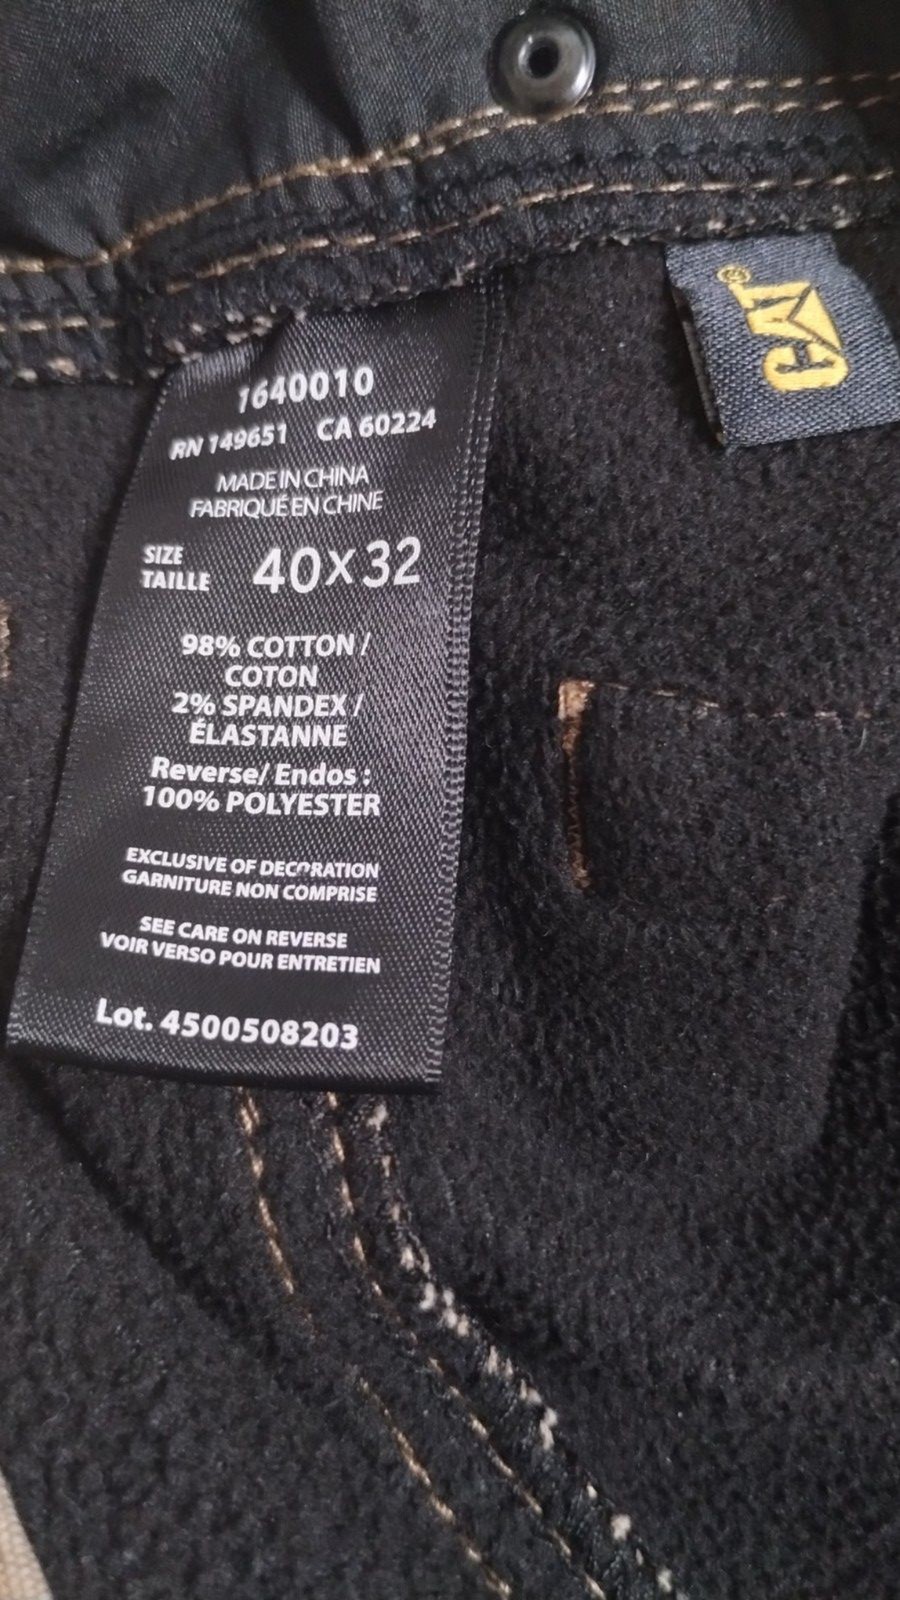 1640010
RN 149651 CA 60224
MADE IN CHINA
FABRIQUÉ EN CHINE
SIZE
TAILLE
40 X 32
98% COTTON /
COTON
2% SPANDEX /
ÉLASTANNE
Reverse/ Endos :
100% POLYESTER
EXCLUSIVE OF DECORATION
GARNITURE NON COMPRISE
SEE CARE ON REVERSE
VOIR VERSO POUR ENTRETIEN
Lot. 4500508203
CAT®